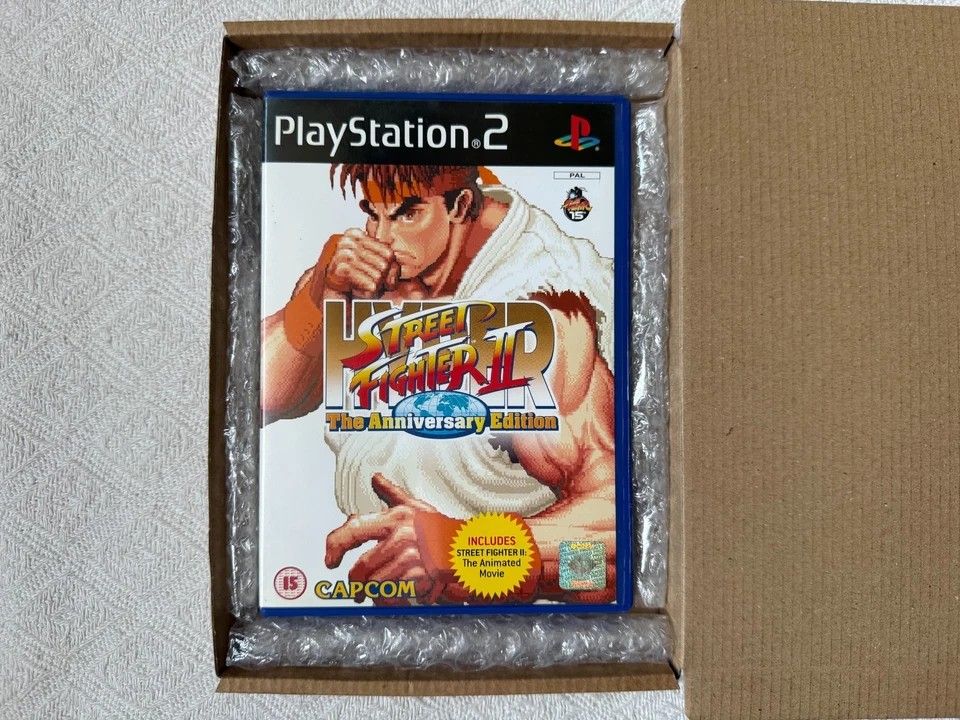 PlayStation®2
PAL
15th
HYPER
STREET
FIGHTER II
The Anniversary Edition
INCLUDES
STREET FIGHTER II:
The Animated
Movie
15
CAPCOM